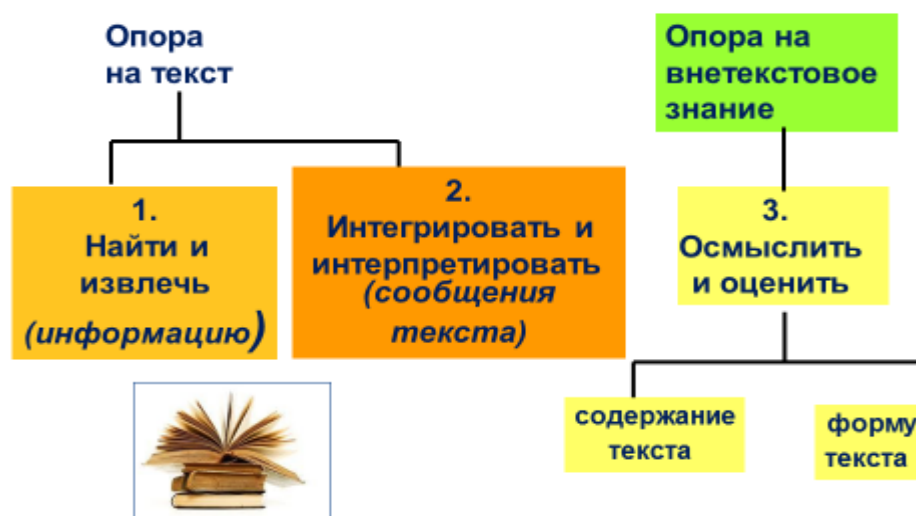 Опора
на текст
Опора на
внетекстовое
знание
1.
Найти и
извлечь
(информацию)
2.
Интегрировать и
интерпретировать
(сообщения
текста)
3.
Осмыслить
и оценить
содержание
текста
форму
текста